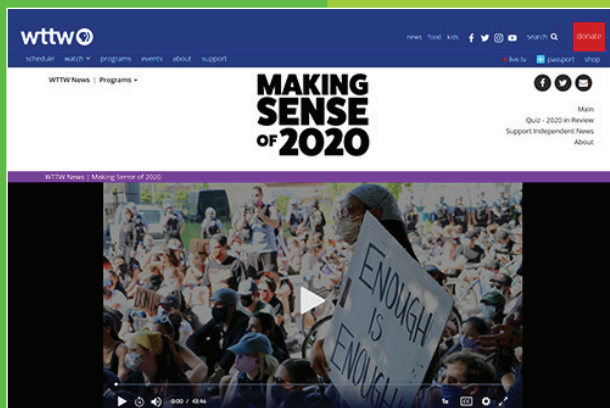 wttw
news food kids
search
donate
schedule watch programs events about support
live tv passport shop
WTTW News | Programs
MAKING
SENSE
OF 2020
Main
Quiz - 2020 in Review
Support Independent News
About
WTTW News | Making Sense of 2020
ENOUGH
IS
ENOUGH
0:00 / 43:46
1x
CC